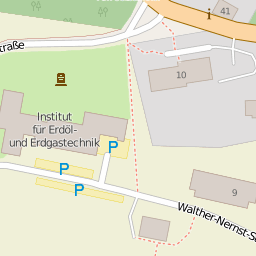 41
straße
10
Institut
für Erdöl-
und Erdgastechnik
P
P
P
9
Walther-Nernst-S